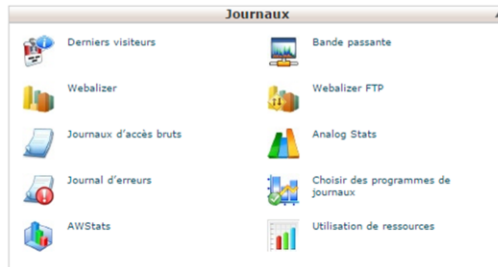 Journaux
Derniers visiteurs
Bande passante
Webalizer
Webalizer FTP
Journaux d'accès bruts
Analog Stats
Journal d'erreurs
Choisir des programmes de
journaux
AWStats
Utilisation de ressources